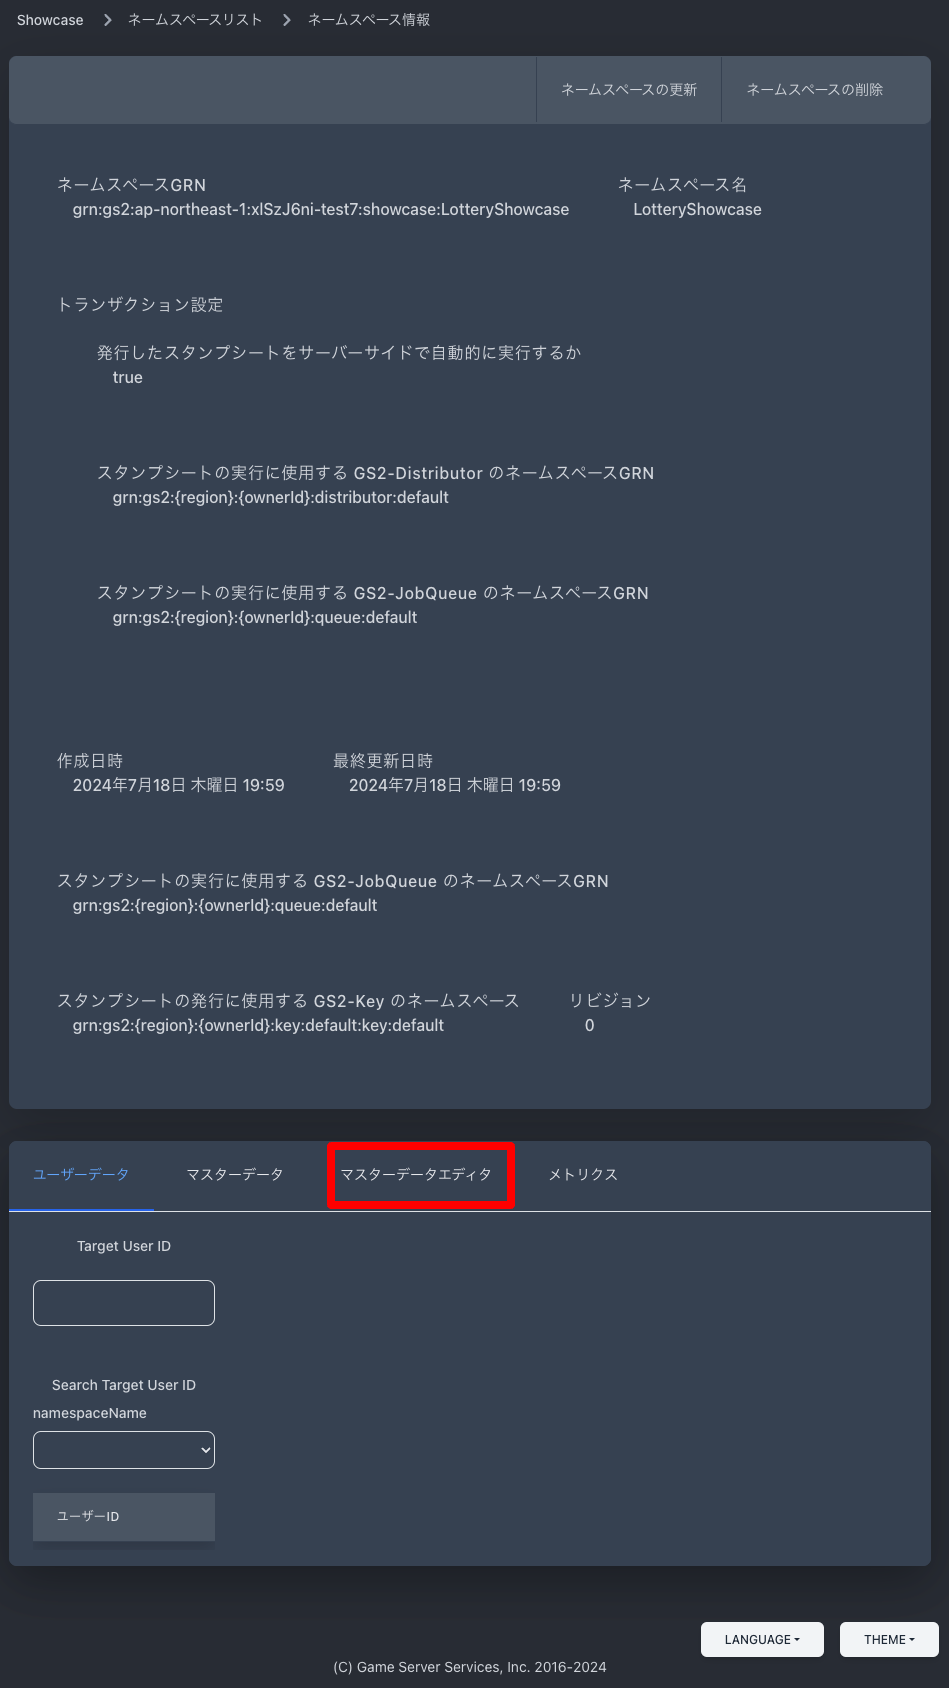 Showcase
ネームスペースリスト
ネームスペース情報
ネームスペースの更新
ネームスペースの削除
ネームスペースGRN
ネームスペース名
grn:gs2:ap-northeast-1:xlSzJ6ni-test7:showcase:LotteryShowcase
LotteryShowcase
トランザクション設定
発行したスタンプシートをサーバーサイドで自動的に実行するか
true
スタンプシートの実行に使用する GS2-Distributor のネームスペースGRN
grn:gs2:{region}:{ownerId}:distributor:default
スタンプシートの実行に使用する GS2-JobQueue のネームスペースGRN
grn:gs2:{region}:{ownerId}:queue:default
作成日時
最終更新日時
2024年7月18日 木曜日 19:59
2024年7月18日 木曜日 19:59
スタンプシートの実行に使用する GS2-JobQueue のネームスペースGRN
grn:gs2:{region}:{ownerId}:queue:default
スタンプシートの発行に使用する GS2-Key のネームスペース
リビジョン
grn:gs2:{region}:{ownerId}:key:default:key:default
0
ユーザーデータ
マスターデータ
マスターデータエディタ
メトリクス
Target User ID
Search Target User ID
namespaceName
ユーザーID
LANGUAGE
THEME
(C) Game Server Services, Inc. 2016-2024